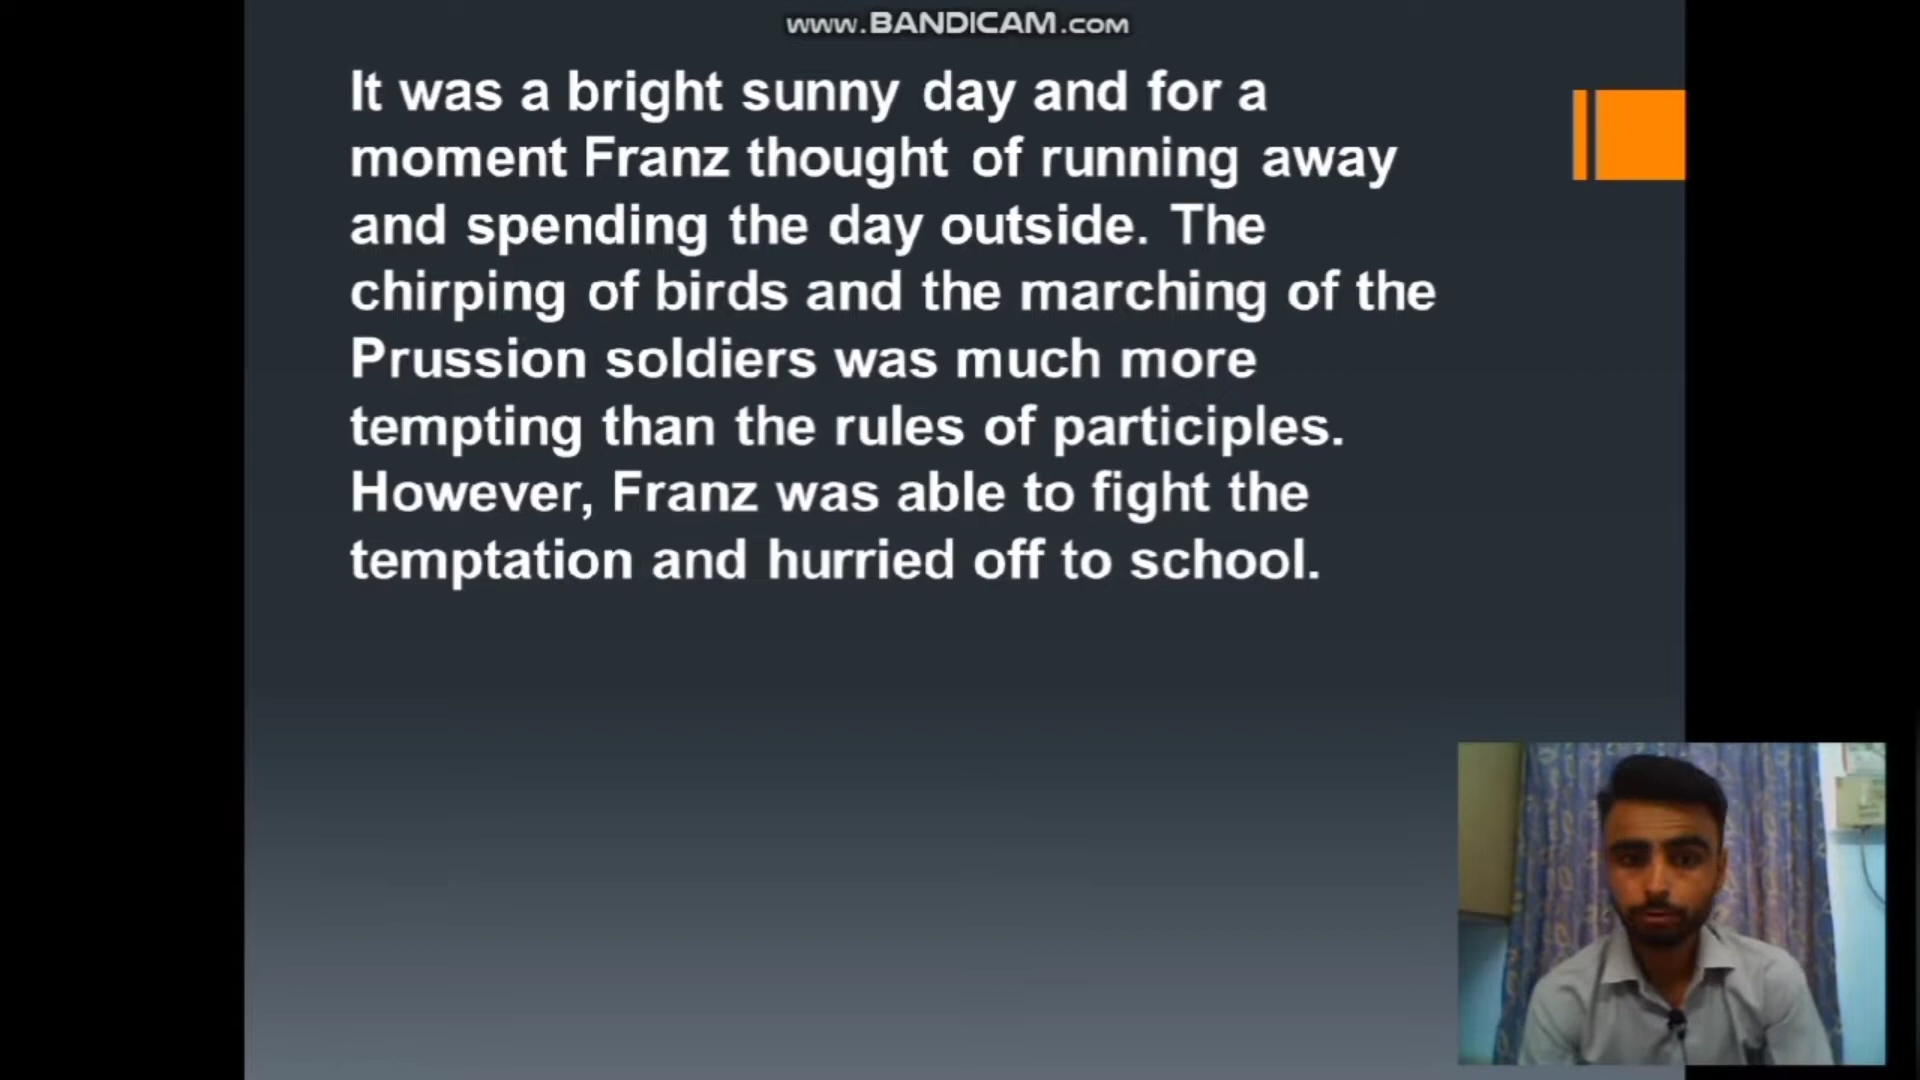 www.BANDICAM.com
It was a bright sunny day and for a
moment Franz thought of running away
and spending the day outside. The
chirping of birds and the marching of the
Prussion soldiers was much more
tempting than the rules of participles.
However, Franz was able to fight the
temptation and hurried off to school.